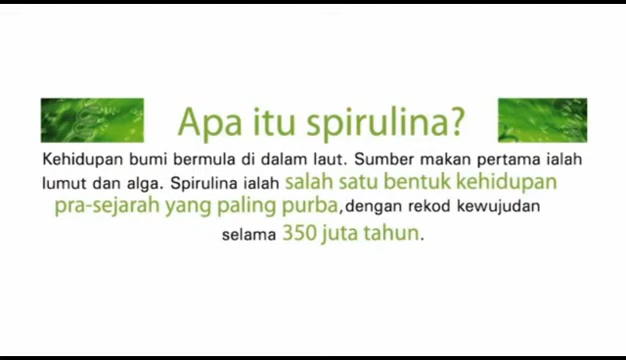 Apa itu spirulina?
Kehidupan bumi bermula di dalam laut. Sumber makan pertama ialah
lumut dan alga. Spirulina ialah salah satu bentuk kehidupan
pra-sejarah yang paling purba,dengan rekod kewujudan
selama 350 juta tahun.